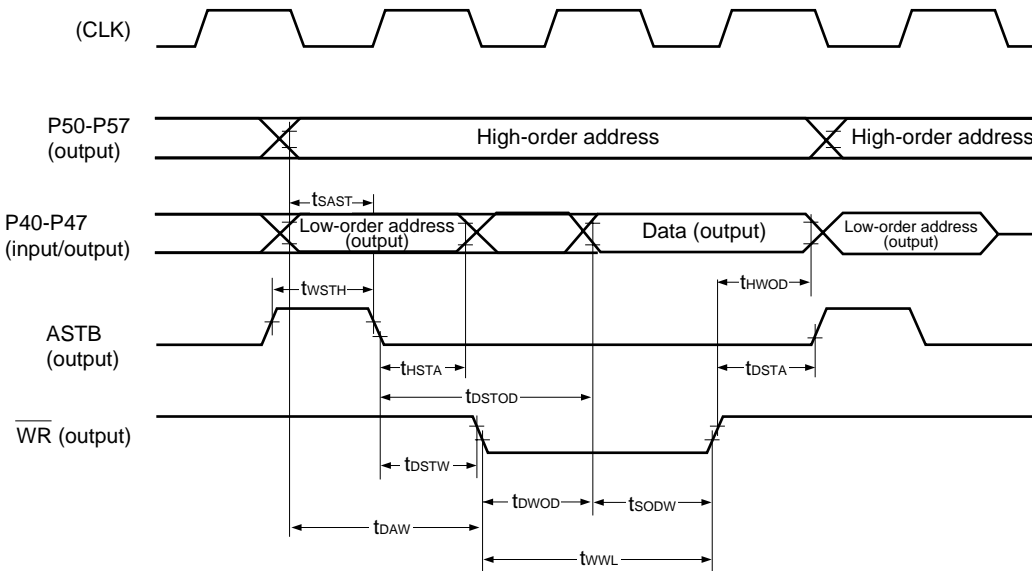 (CLK)
P50-P57
(output)
High-order address
High-order address
tSAST
P40-P47
(input/output)
Low-order address
(output)
Data (output)
Low-order address
(output)
tWSTH
tHWOD
ASTB
(output)
tHSTA
tDSTA
tDSTOD
WR (output)
tDSTW
tDWOD
tSODW
tDAW
tWWL